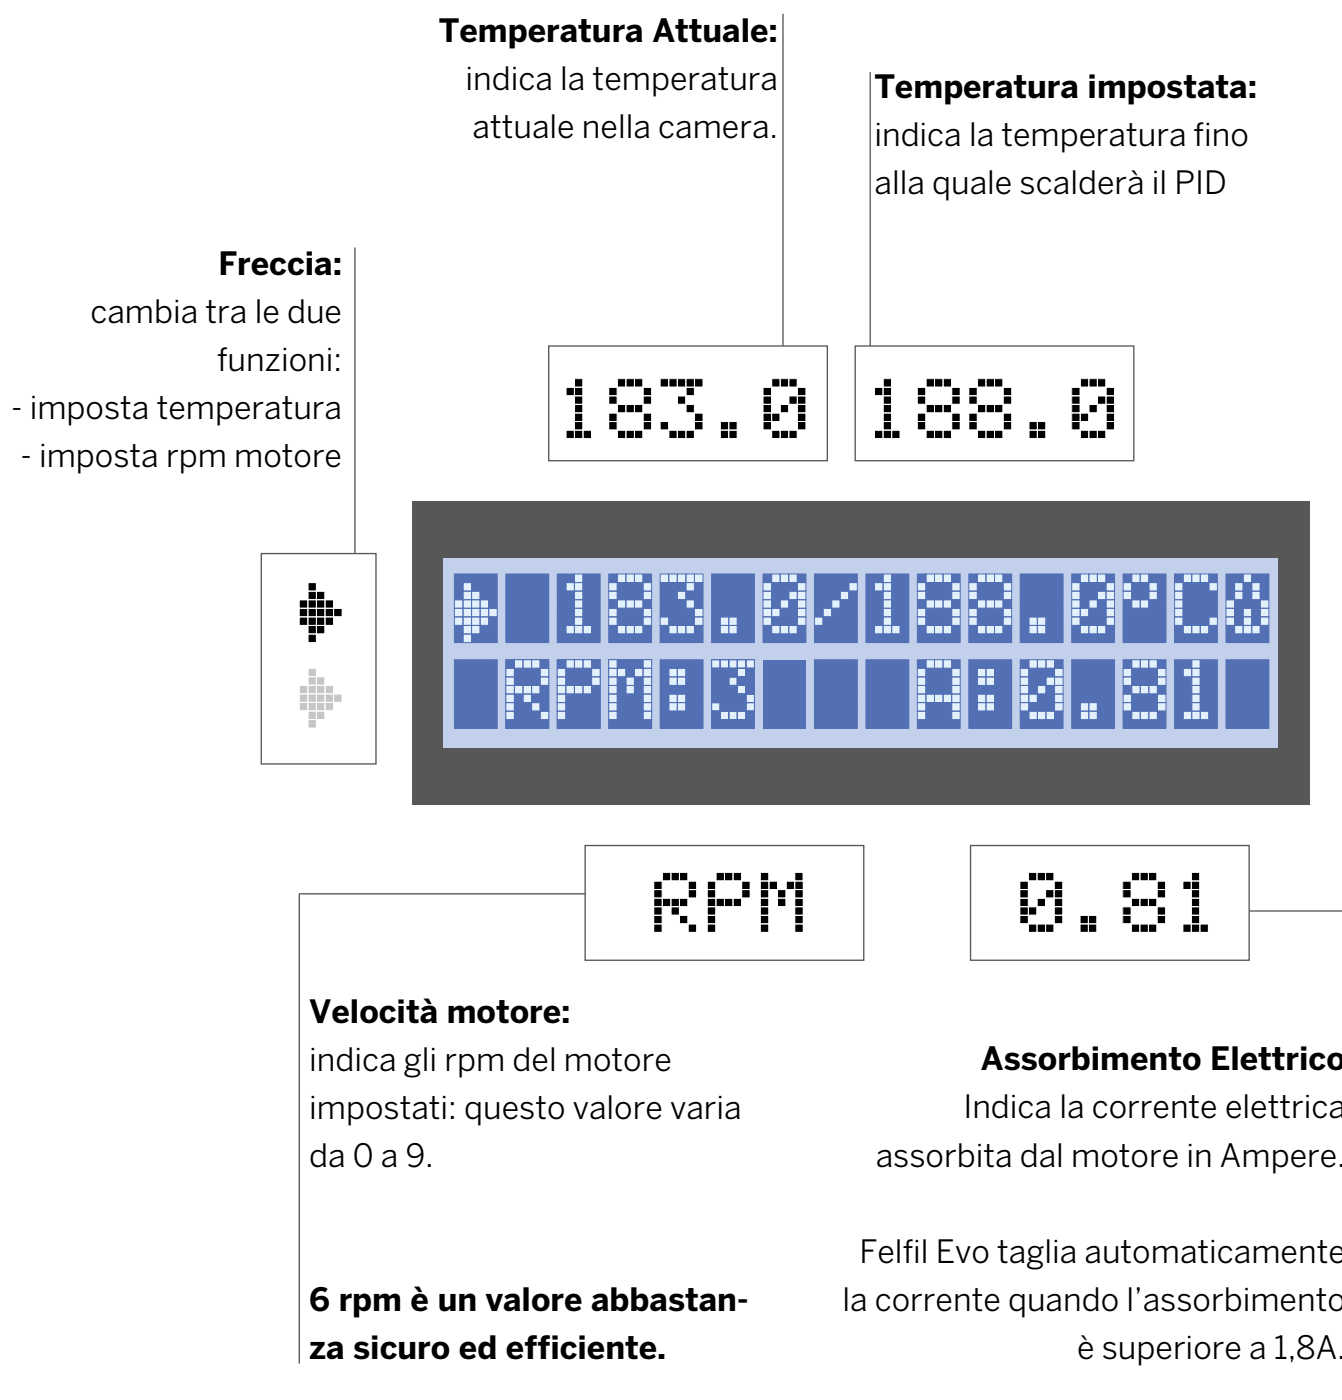 Temperatura Attuale:
indica la temperatura
attuale nella camera.
Temperatura impostata:
indica la temperatura fino
alla quale scalderà il PID
Freccia:
cambia tra le due
funzioni:
- imposta temperatura
- imposta rpm motore
183.0
188.0
183.0/188.0°C
RPM:3 A:0.81
RPM
0.81
Velocità motore:
indica gli rpm del motore
impostati: questo valore varia
da 0 a 9.
6 rpm è un valore abbastan-
za sicuro ed efficiente.
Assorbimento Elettrico
Indica la corrente elettrica
assorbita dal motore in Ampere.
Felfil Evo taglia automaticamente
la corrente quando l'assorbimento
è superiore a 1,8A.